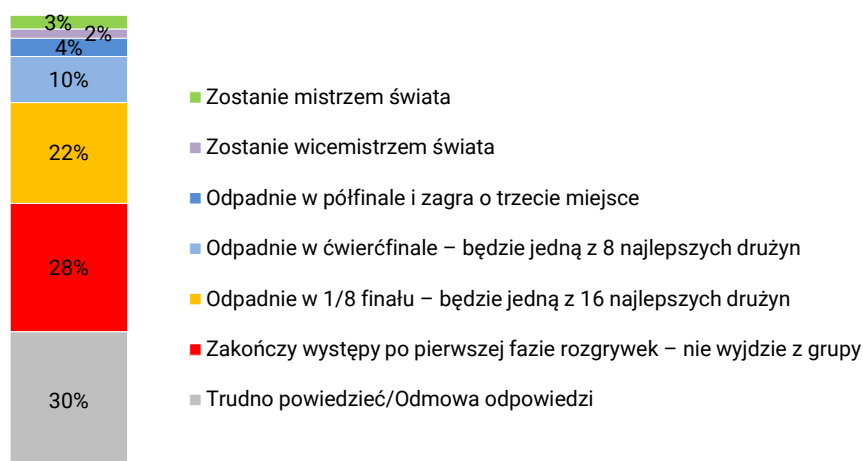 3%
2%
4%
10%
22%
28%
30%
Zostanie mistrzem świata
Zostanie wicemistrzem świata
Odpadnie w półfinale i zagra o trzecie miejsce
Odpadnie w ćwierćfinale – będzie jedną z 8 najlepszych drużyn
Odpadnie w 1/8 finału – będzie jedną z 16 najlepszych drużyn
Zakończy występy po pierwszej fazie rozgrywek – nie wyjdzie z grupy
Trudno powiedzieć/Odmowa odpowiedzi